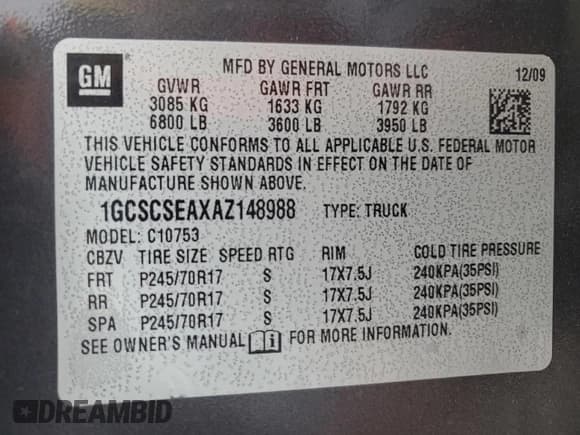 GM
MFD BY GENERAL MOTORS LLC 12/09
GVWR GAWR FRT GAWR RR
3085 KG 1633 KG 1792 KG
6800 LB 3600 LB 3950 LB
THIS VEHICLE CONFORMS TO ALL APPLICABLE U.S. FEDERAL MOTOR
VEHICLE SAFETY STANDARDS IN EFFECT ON THE DATE OF
MANUFACTURE SHOWN ABOVE.
1GCSCSEAXAZ148988 TYPE: TRUCK
MODEL: C10753
CBZV TIRE SIZE SPEED RTG RIM COLD TIRE PRESSURE
FRT P245/70R17 S 17X7.5J 240KPA(35PSI)
RR P245/70R17 S 17X7.5J 240KPA(35PSI)
SPA P245/70R17 S 17X7.5J 240KPA(35PSI)
SEE OWNER'S MANUAL i FOR MORE INFORMATION.
DREAMBID